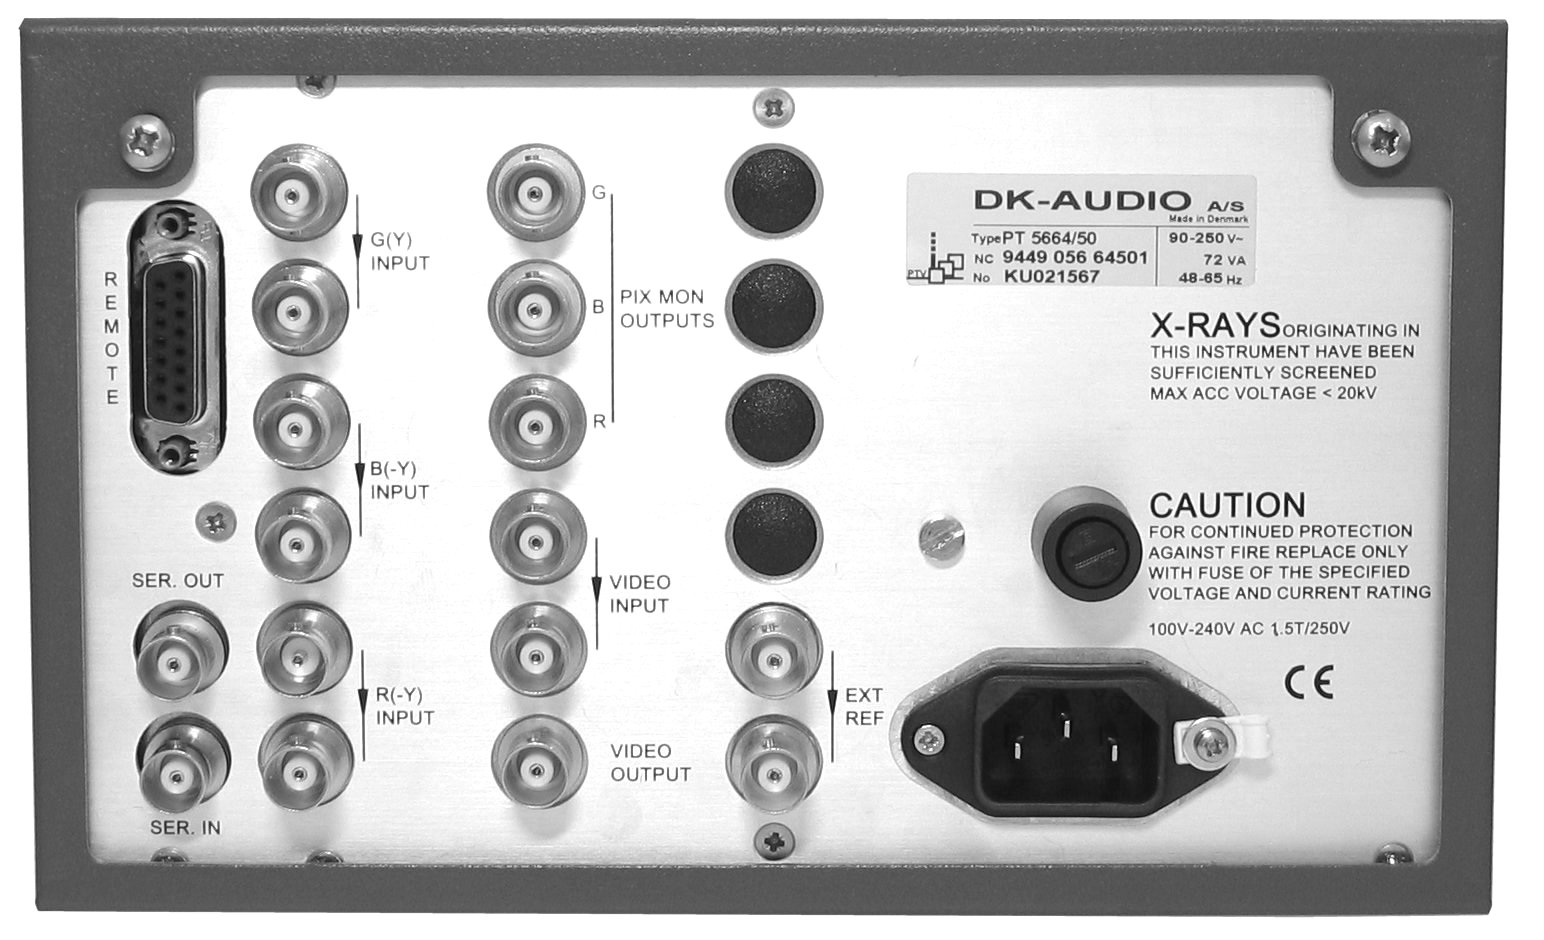 REMOTE
G(Y)
INPUT
B(-Y)
INPUT
R(-Y)
INPUT
SER. OUT
SER. IN
G
B
R
PIX MON
OUTPUTS
VIDEO
INPUT
VIDEO
OUTPUT
EXT
REF
DK-AUDIO A/S
Made in Denmark
Type PT 5664/50 90-250 V~
NC 9449 056 64501 72 VA
PTV No KU021567 48-65 Hz
X-RAYS ORIGINATING IN
THIS INSTRUMENT HAVE BEEN
SUFFICIENTLY SCREENED
MAX ACC VOLTAGE < 20kV
CAUTION
FOR CONTINUED PROTECTION
AGAINST FIRE REPLACE ONLY
WITH FUSE OF THE SPECIFIED
VOLTAGE AND CURRENT RATING
100V-240V AC 1.5T/250V
CE